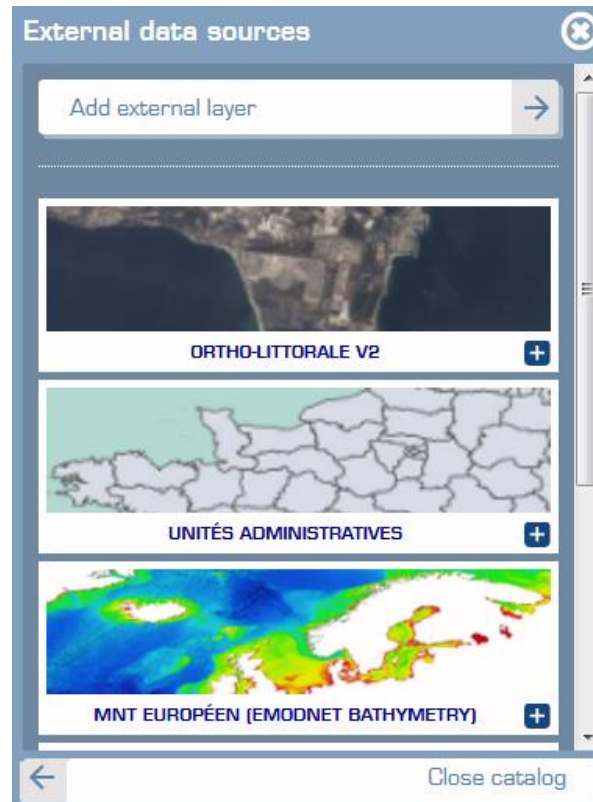 External data sources
Add external layer
ORTHO-LITTORALE V2
UNITÉS ADMINISTRATIVES
MNT EUROPÉEN (EMODNET BATHYMETRY)
Close catalog